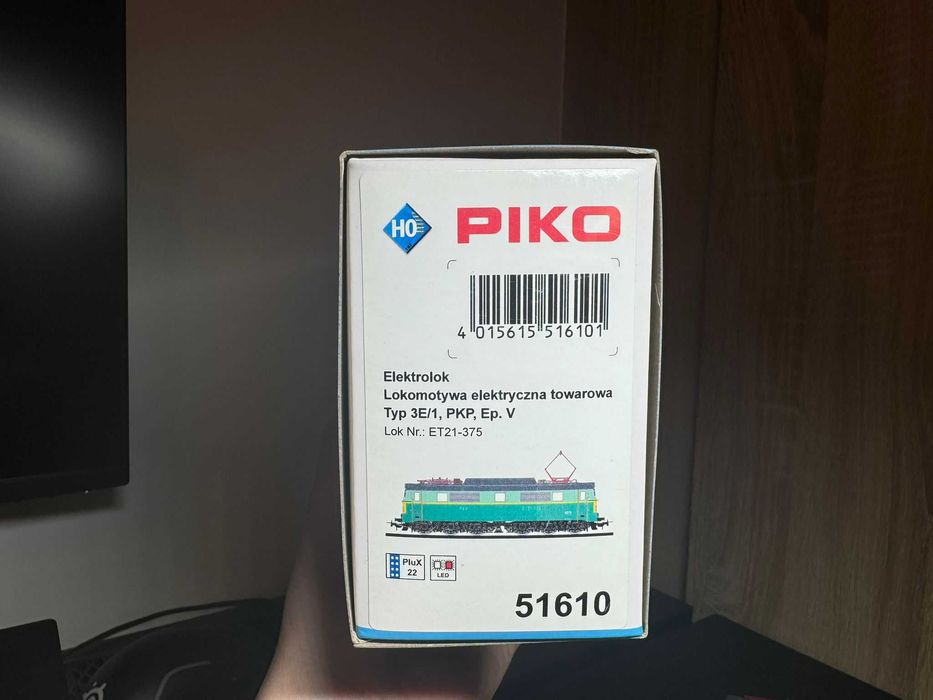 H0
PIKO
4 015615 516101
Elektrolok
Lokomotywa elektryczna towarowa
Typ 3E/1, PKP, Ep. V
Lok Nr.: ET21-375
PluX
22
LED
51610